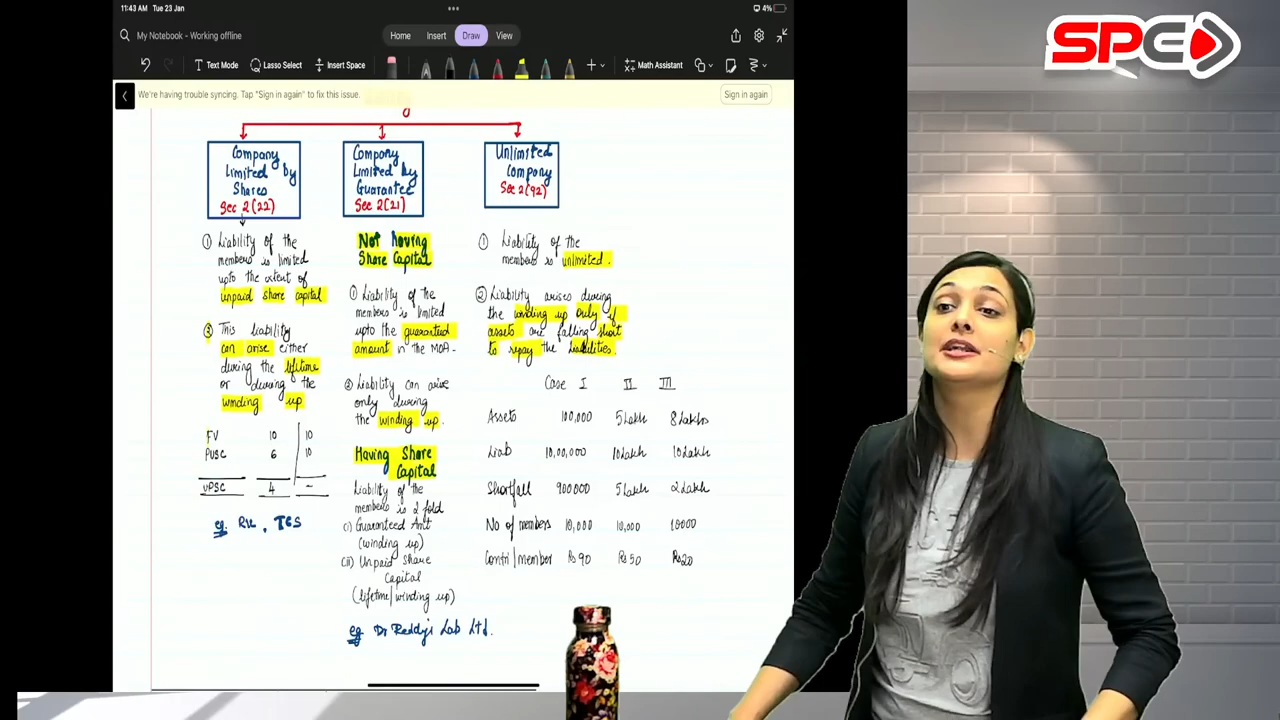 11:43 AM Tue 23 Jan
4%
My Notebook - Working offline
Home Insert Draw View
Text Mode Lasso Select Insert Space Math Assistant
We're having trouble syncing. Tap "Sign in again" to fix this issue.
Sign in again
SPC
Company
Limited By
Shares
Sec 2(22)
① Liability of the
members is limited
upto the extent of
unpaid share capital
③ This liability
can arise either
during the lifetime
or during the
winding up
FV 10 10
PUSC 6 10
UPSC 4 -
eg. RIL, TCS
Company
Limited by
Guarantee
Sec 2(21)
Not having
Share Capital
① Liability of the
members is limited
upto the guaranteed
amount in the MOA.
② Liability can arise
only during
the winding up.
Having Share
Capital
Liability of the
members is 2 fold
(i) Guaranteed Amt
(winding up)
(ii) Unpaid Share
Capital
(lifetime/winding up)
eg Dr Reddy's Lab Ltd.
Unlimited
Company
Sec 2(92)
① Liability of the
members is unlimited.
② Liability arises during
the winding up only if
assets are falling short
to repay the liabilities.
Case I II III
Assets 100,000 5 Lakh 8 Lakhs
Liab 10,00,000 10 Lakh 10 Lakh
Shortfall 900000 5 Lakh 2 Lakh
No of members 10,000 10,000 10000
Contri/member Rs 90 Rs 50 Rs 20